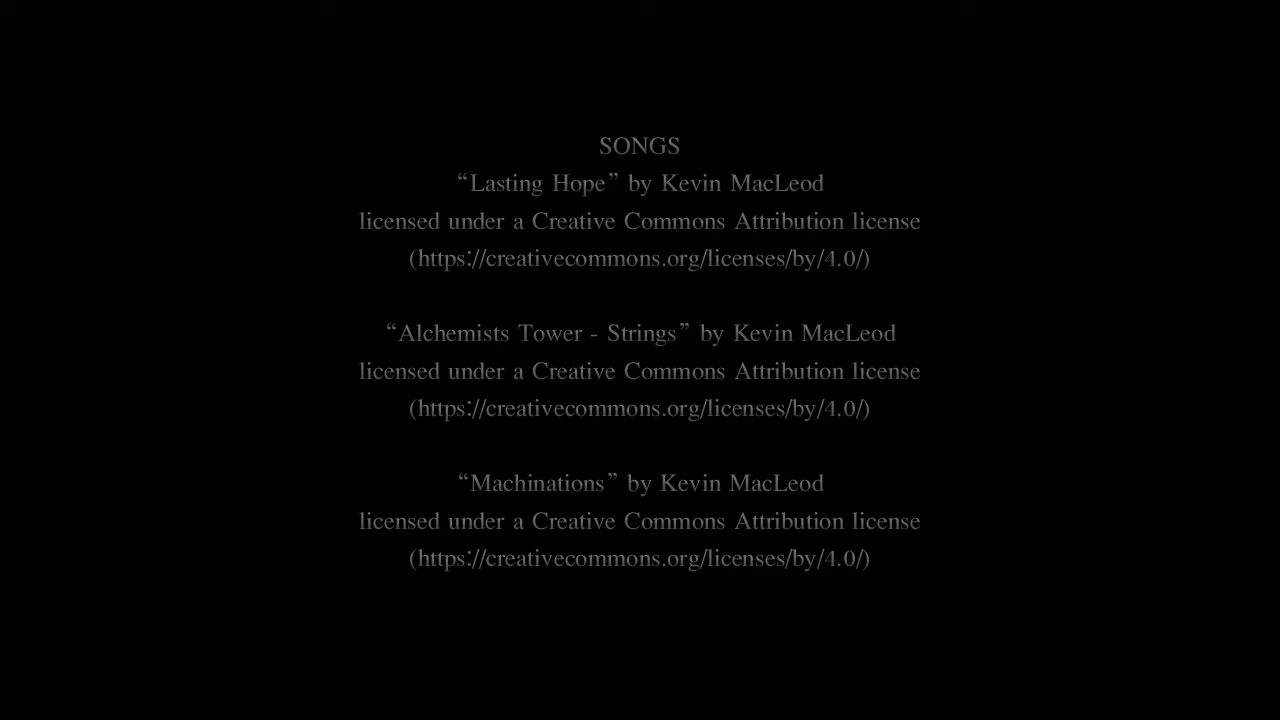 SONGS
“Lasting Hope” by Kevin MacLeod
licensed under a Creative Commons Attribution license
(https://creativecommons.org/licenses/by/4.0/)
“Alchemists Tower - Strings” by Kevin MacLeod
licensed under a Creative Commons Attribution license
(https://creativecommons.org/licenses/by/4.0/)
“Machinations” by Kevin MacLeod
licensed under a Creative Commons Attribution license
(https://creativecommons.org/licenses/by/4.0/)